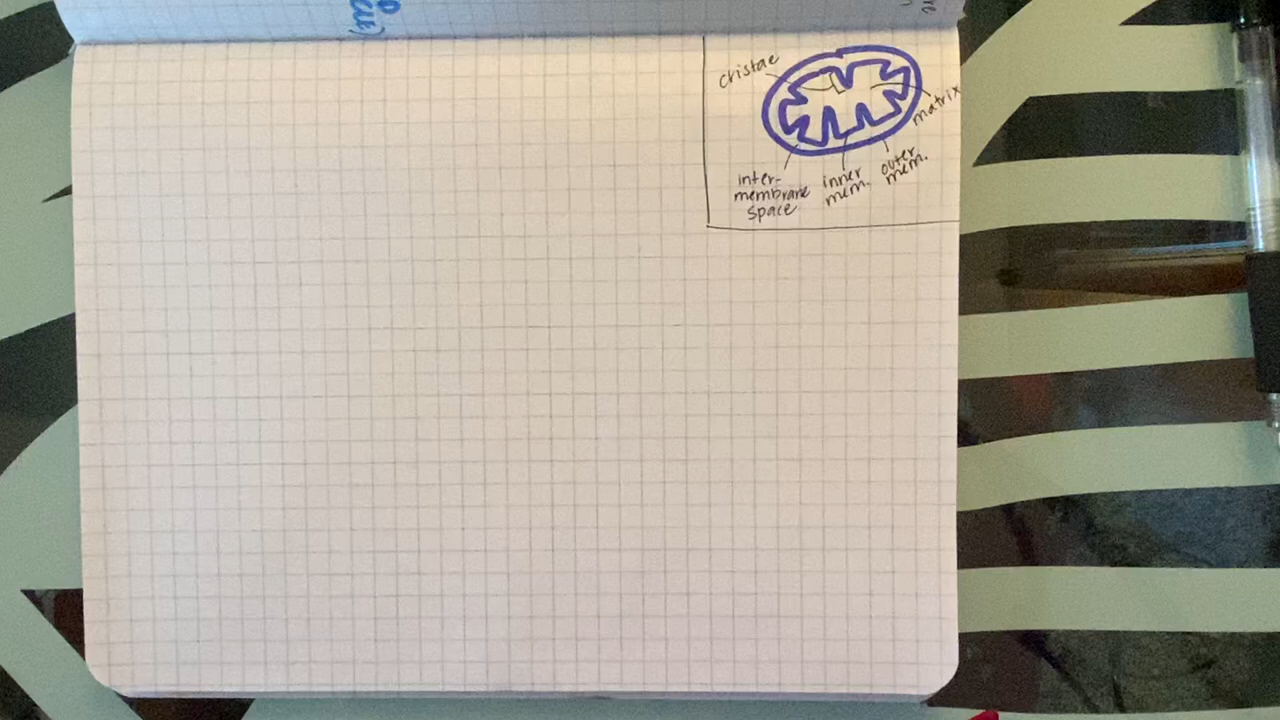 cristae
matrix
inter-
membrane
space
inner
mem.
outer
mem.